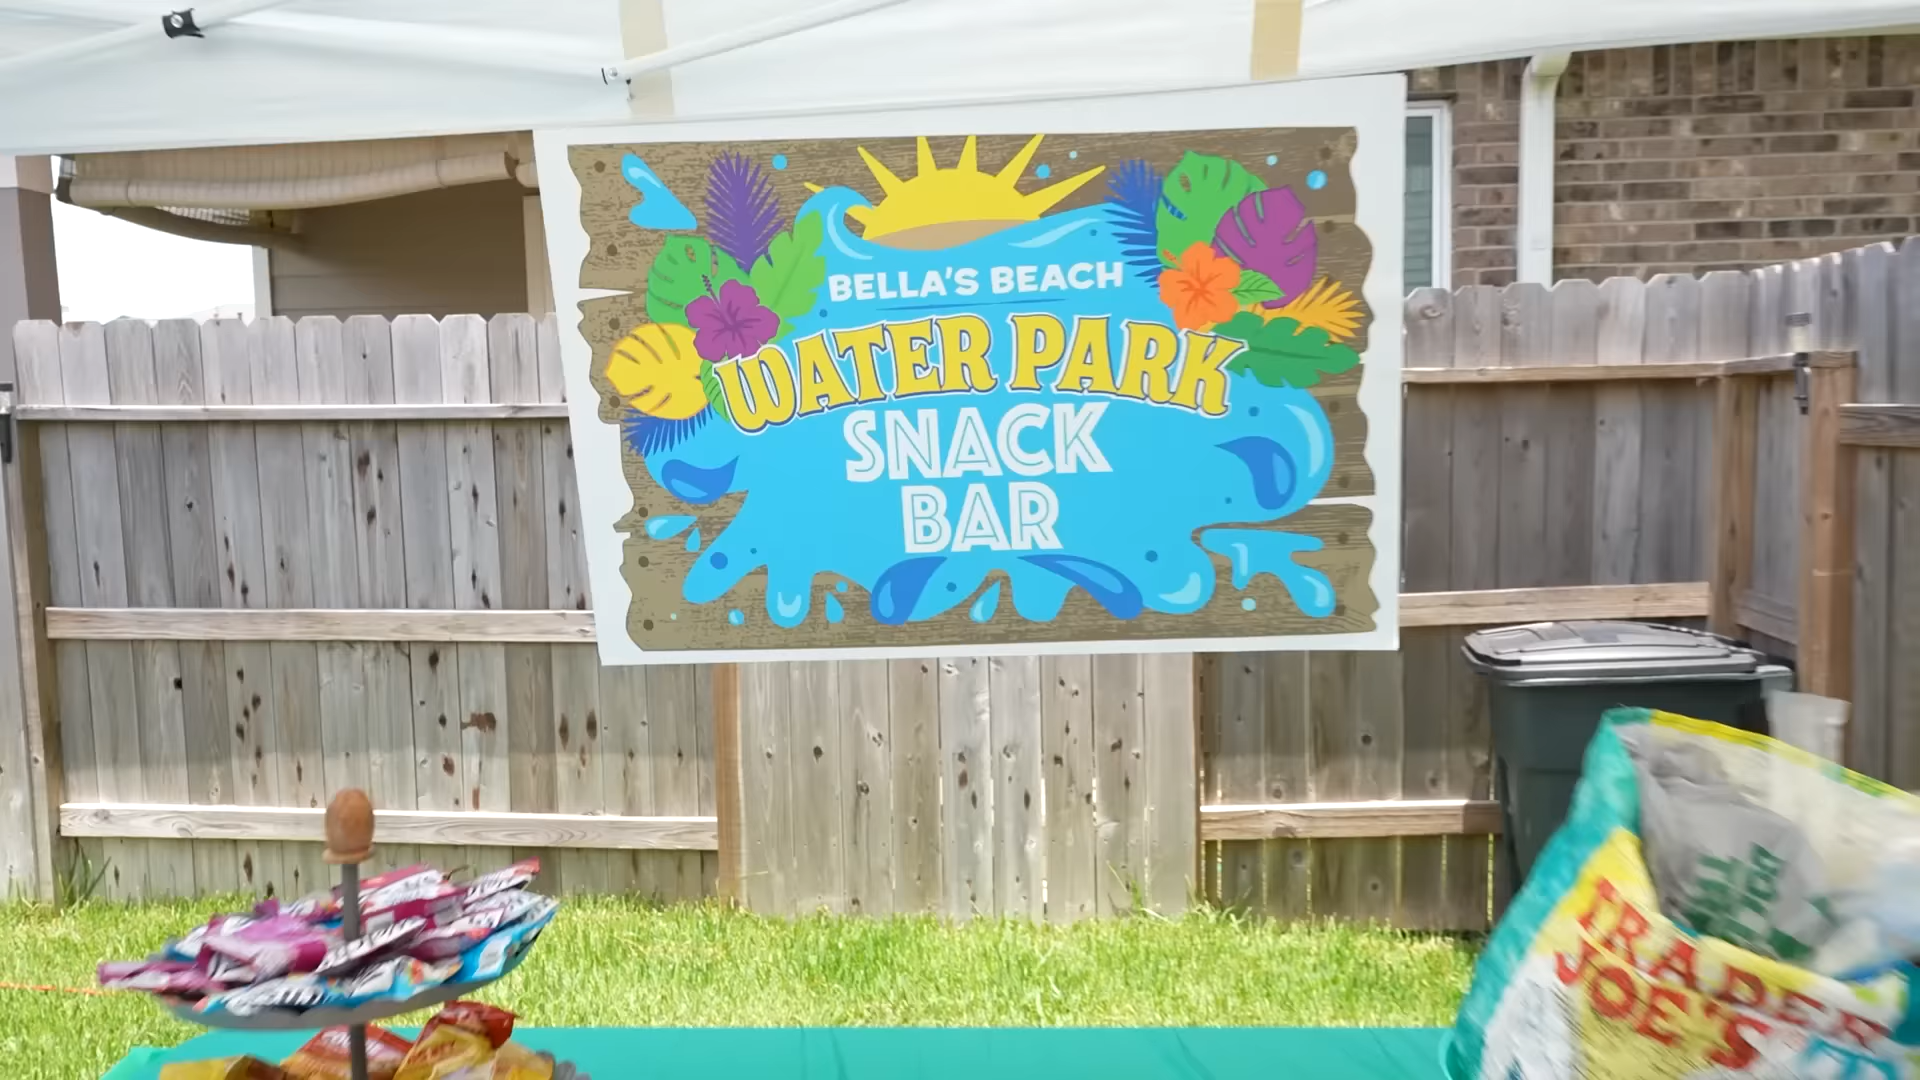 BELLA'S BEACH
WATER PARK
SNACK
BAR
TRADER
JOE'S